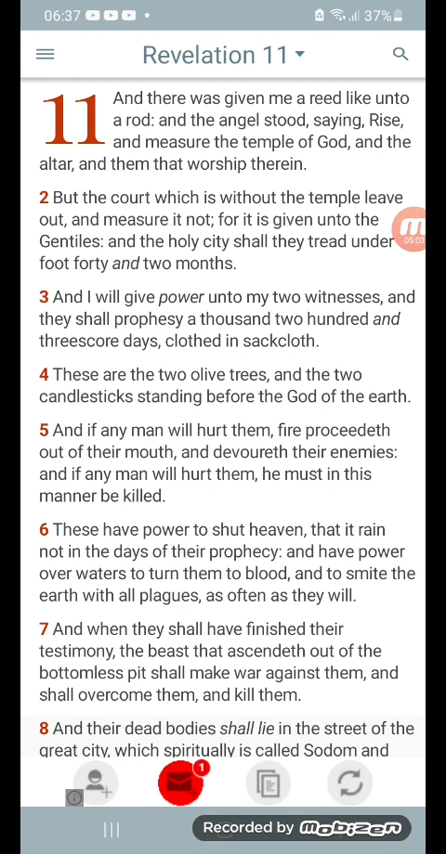 06:37
37%
Revelation 11
11 And there was given me a reed like unto
a rod: and the angel stood, saying, Rise,
and measure the temple of God, and the
altar, and them that worship therein.
2 But the court which is without the temple leave
out, and measure it not; for it is given unto the
Gentiles: and the holy city shall they tread under
foot forty and two months.
3 And I will give power unto my two witnesses, and
they shall prophesy a thousand two hundred and
threescore days, clothed in sackcloth.
4 These are the two olive trees, and the two
candlesticks standing before the God of the earth.
5 And if any man will hurt them, fire proceedeth
out of their mouth, and devoureth their enemies:
and if any man will hurt them, he must in this
manner be killed.
6 These have power to shut heaven, that it rain
not in the days of their prophecy: and have power
over waters to turn them to blood, and to smite the
earth with all plagues, as often as they will.
7 And when they shall have finished their
testimony, the beast that ascendeth out of the
bottomless pit shall make war against them, and
shall overcome them, and kill them.
8 And their dead bodies shall lie in the street of the
great city, which spiritually is called Sodom and
m
05:03
1
Recorded by mobizen